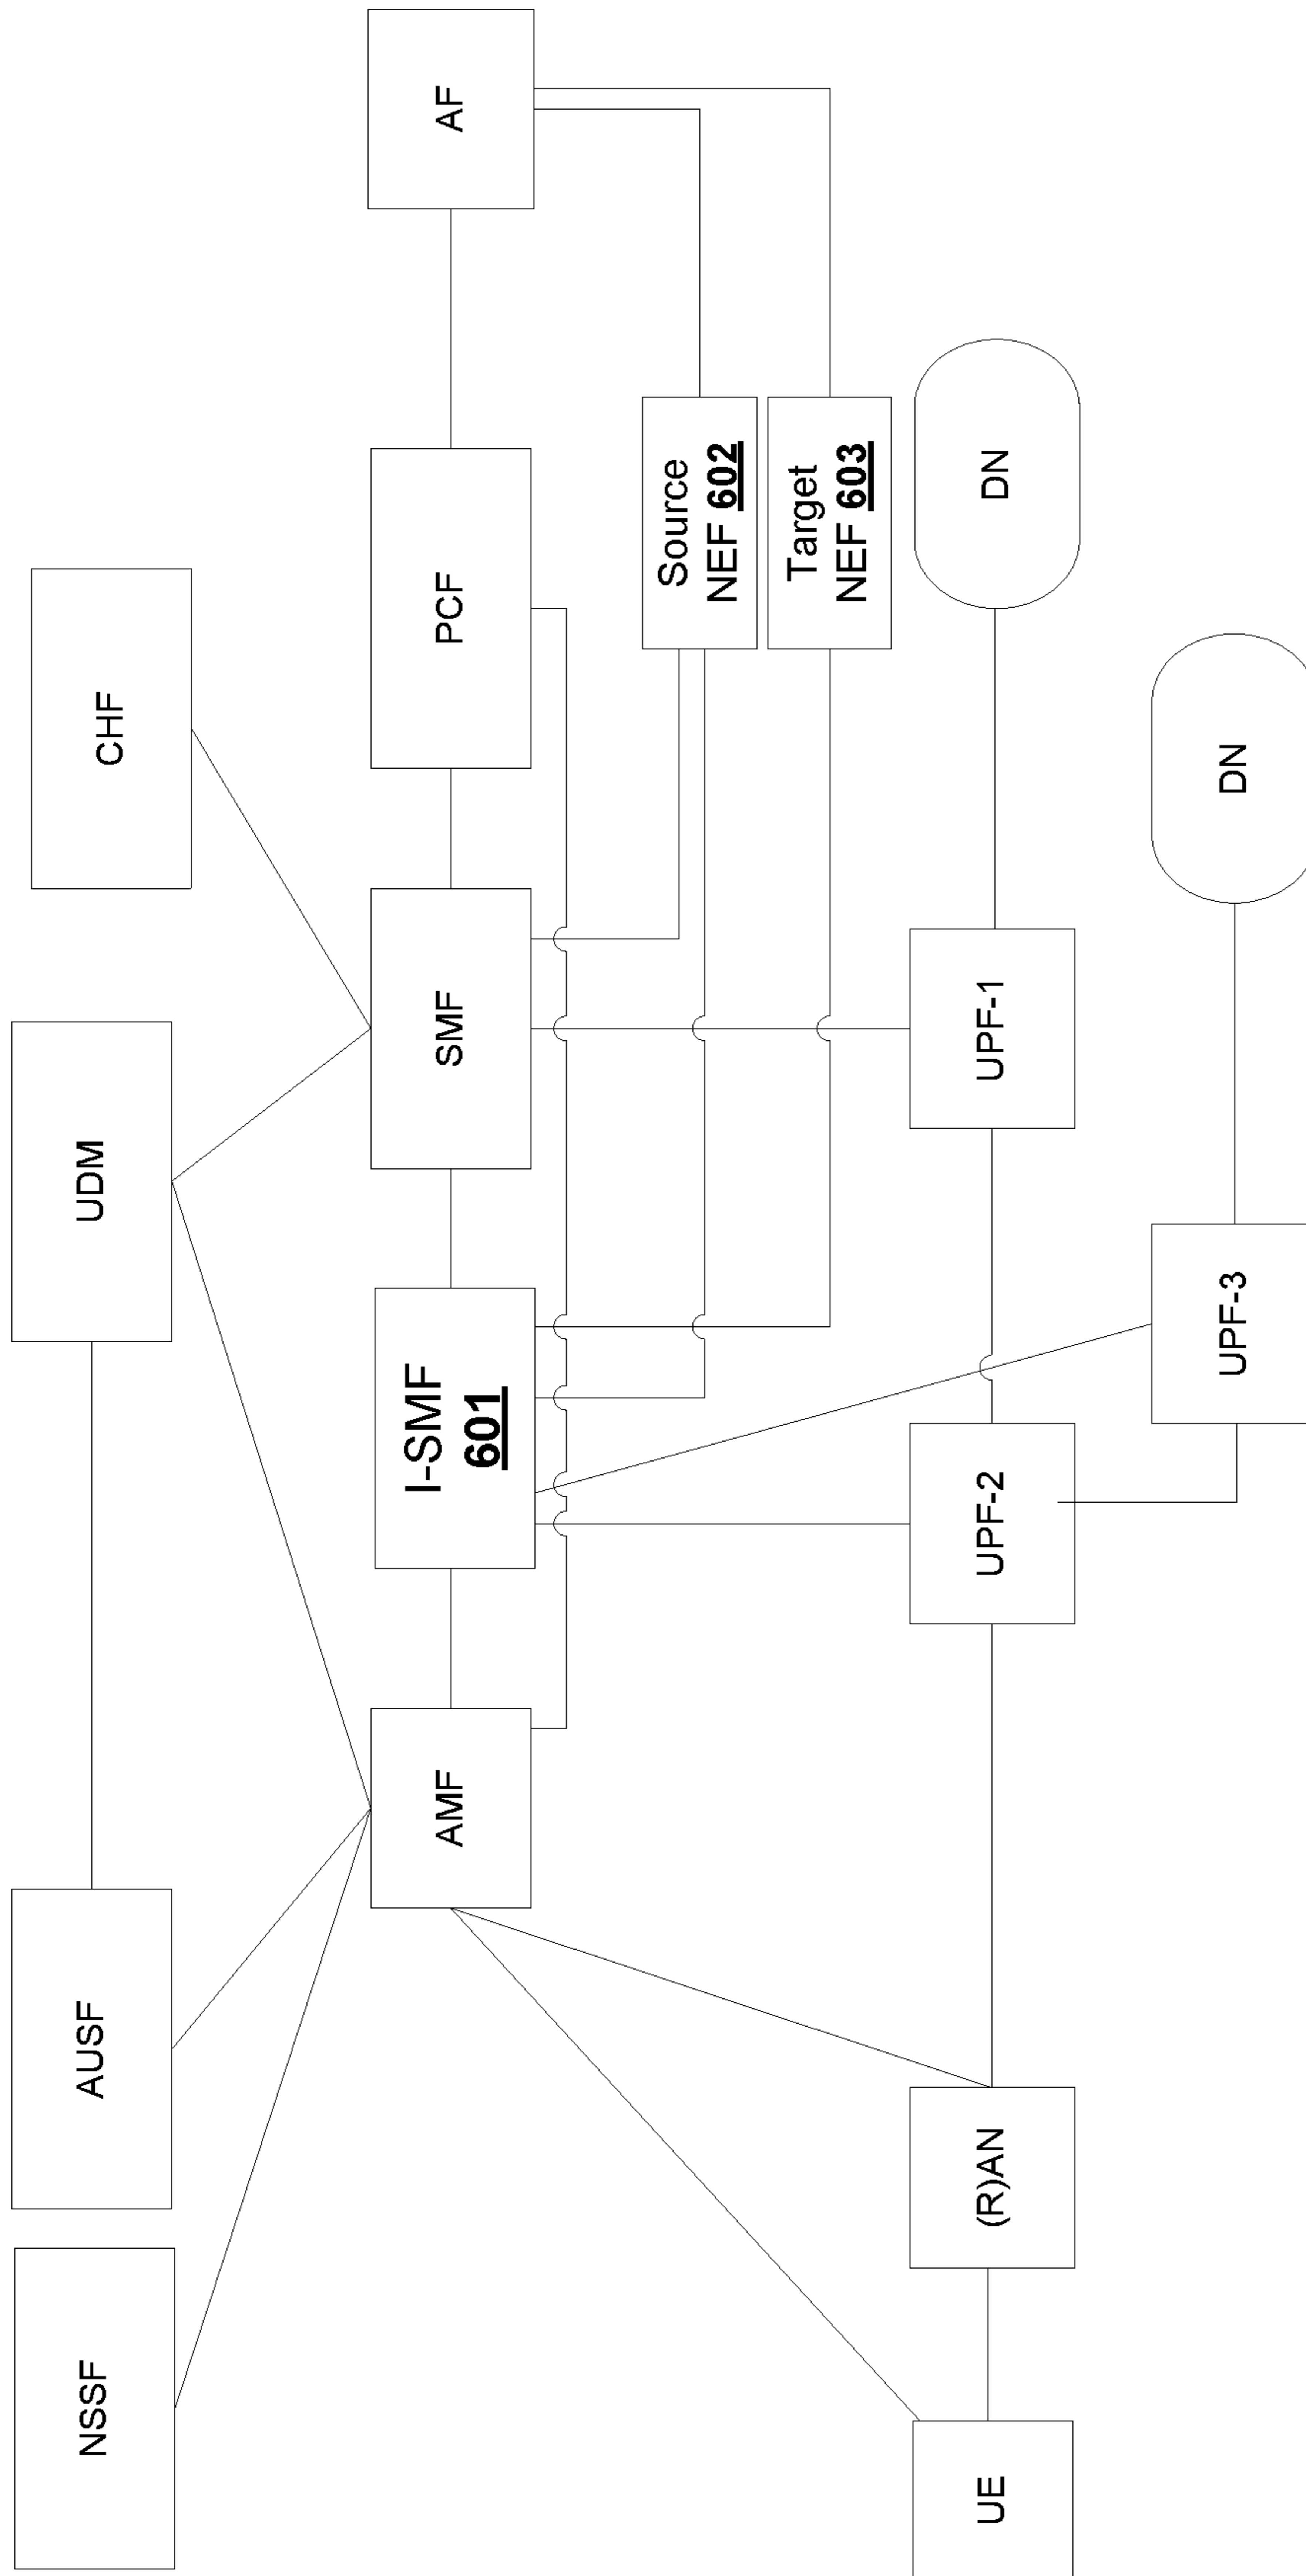 NSSF
AUSF
UDM
CHF
AMF
I-SMF
601
SMF
PCF
AF
Source
NEF 602
Target
NEF 603
UE
(R)AN
UPF-2
UPF-1
DN
UPF-3
DN